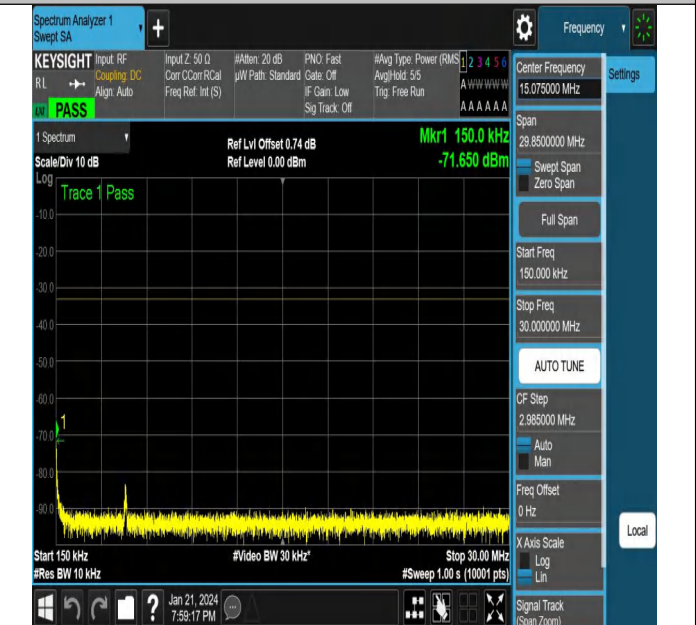 Spectrum Analyzer 1
Swept SA
Frequency
KEYSIGHT
RL
PASS
Input: RF
Coupling: DC
Align: Auto
Input Z: 50 Ω
Corr CCorr RCal
Freq Ref: Int (S)
#Atten: 20 dB
µW Path: Standard
PNO: Fast
Gate: Off
IF Gain: Low
Sig Track: Off
#Avg Type: Power (RMS
Avg|Hold: 5/5
Trig: Free Run
1 2 3 4 5 6
A W W W W W
A A A A A A
1 Spectrum
Scale/Div 10 dB
Ref Lvl Offset 0.74 dB
Ref Level 0.00 dBm
Mkr1 150.0 kHz
-71.650 dBm
Log
Trace 1 Pass
-10.0
-20.0
-30.0
-40.0
-50.0
-60.0
1
-70.0
-80.0
-90.0
Start 150 kHz
#Video BW 30 kHz*
Stop 30.00 MHz
#Res BW 10 kHz
#Sweep 1.00 s (10001 pts)
Jan 21, 2024
7:59:17 PM
Center Frequency
15.075000 MHz
Settings
Span
29.8500000 MHz
Swept Span
Zero Span
Full Span
Start Freq
150.000 kHz
Stop Freq
30.000000 MHz
AUTO TUNE
CF Step
2.985000 MHz
Auto
Man
Freq Offset
0 Hz
X Axis Scale
Log
Lin
Local
Signal Track
(Span Zoom)